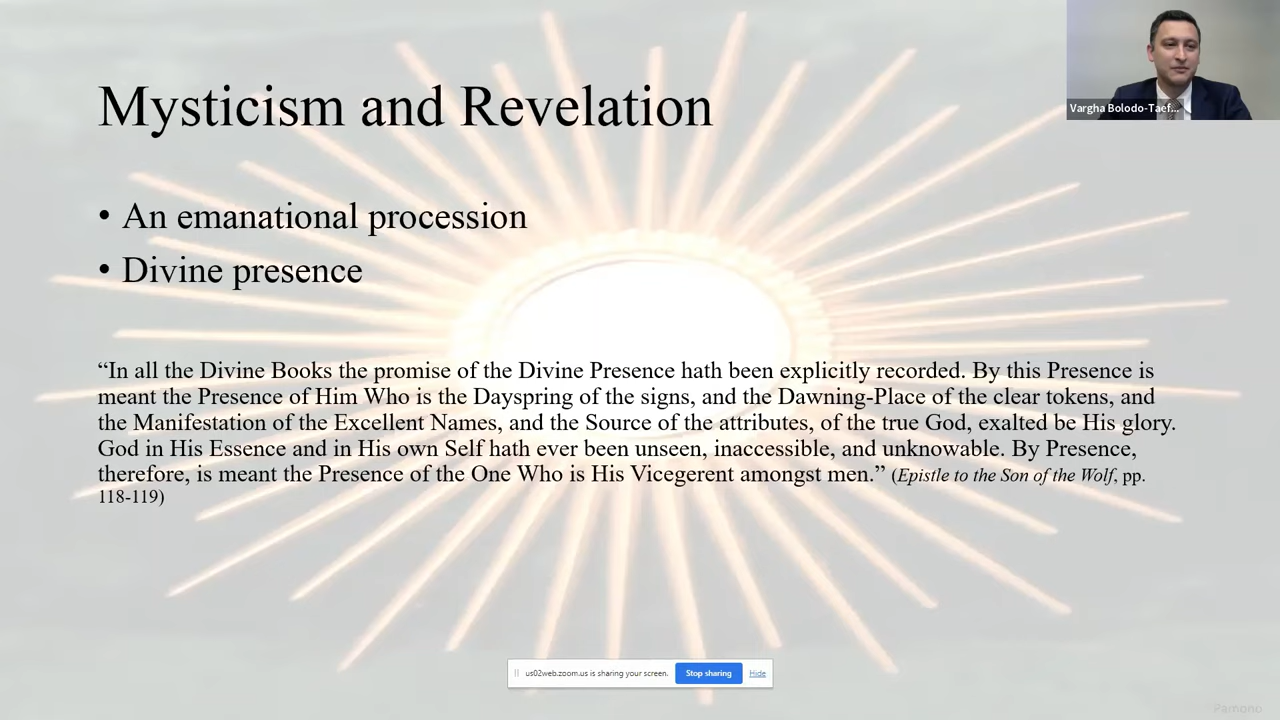 Mysticism and Revelation
Vargha Bolodo-Taef...
• An emanational procession
• Divine presence
“In all the Divine Books the promise of the Divine Presence hath been explicitly recorded. By this Presence is
meant the Presence of Him Who is the Dayspring of the signs, and the Dawning-Place of the clear tokens, and
the Manifestation of the Excellent Names, and the Source of the attributes, of the true God, exalted be His glory.
God in His Essence and in His own Self hath ever been unseen, inaccessible, and unknowable. By Presence,
therefore, is meant the Presence of the One Who is His Vicegerent amongst men.” (Epistle to the Son of the Wolf, pp.
118-119)
us02web.zoom.us is sharing your screen. Stop sharing Hide
Pamono